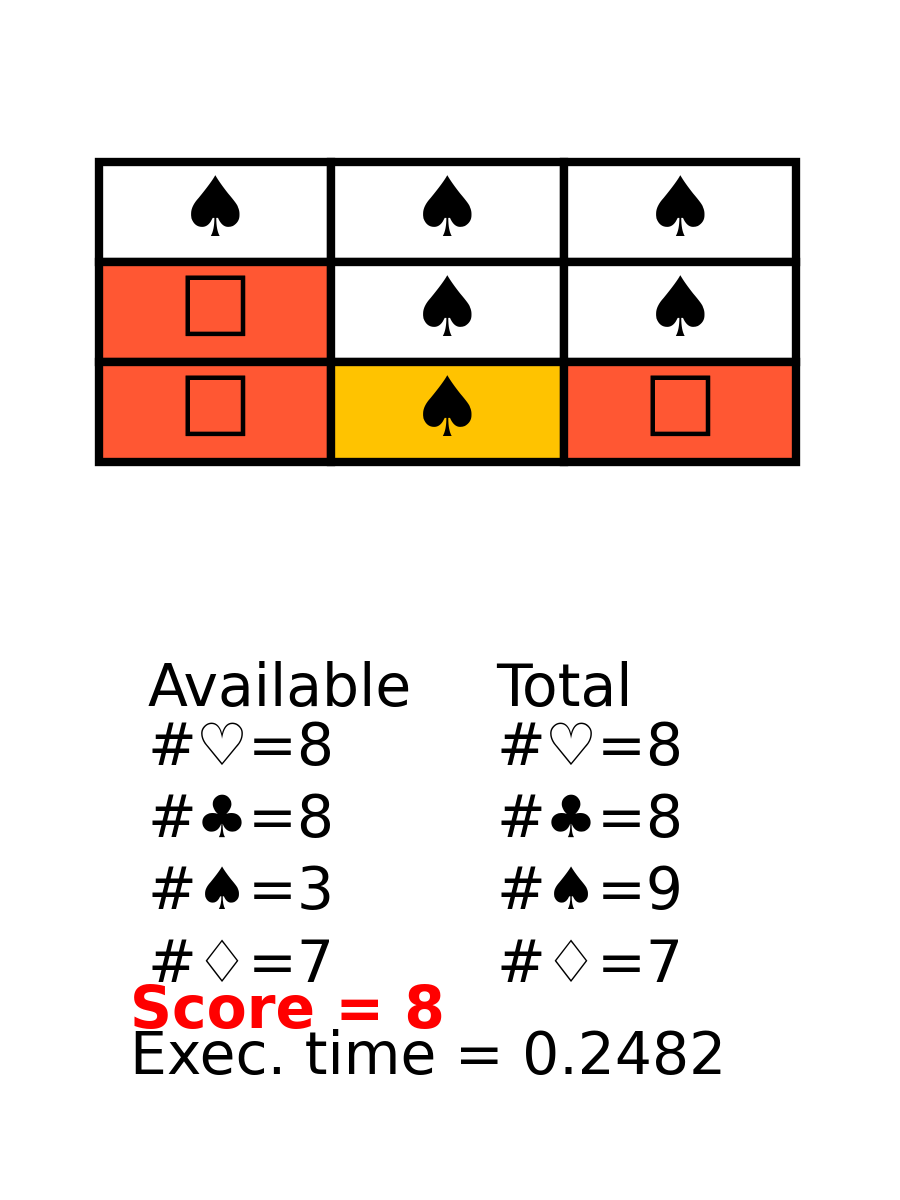 ♠ ♠ ♠
□ ♠ ♠
□ ♠ □
Available Total
#♡=8 #♡=8
#♣=8 #♣=8
#♠=3 #♠=9
#♢=7 #♢=7
Score = 8
Exec. time = 0.2482